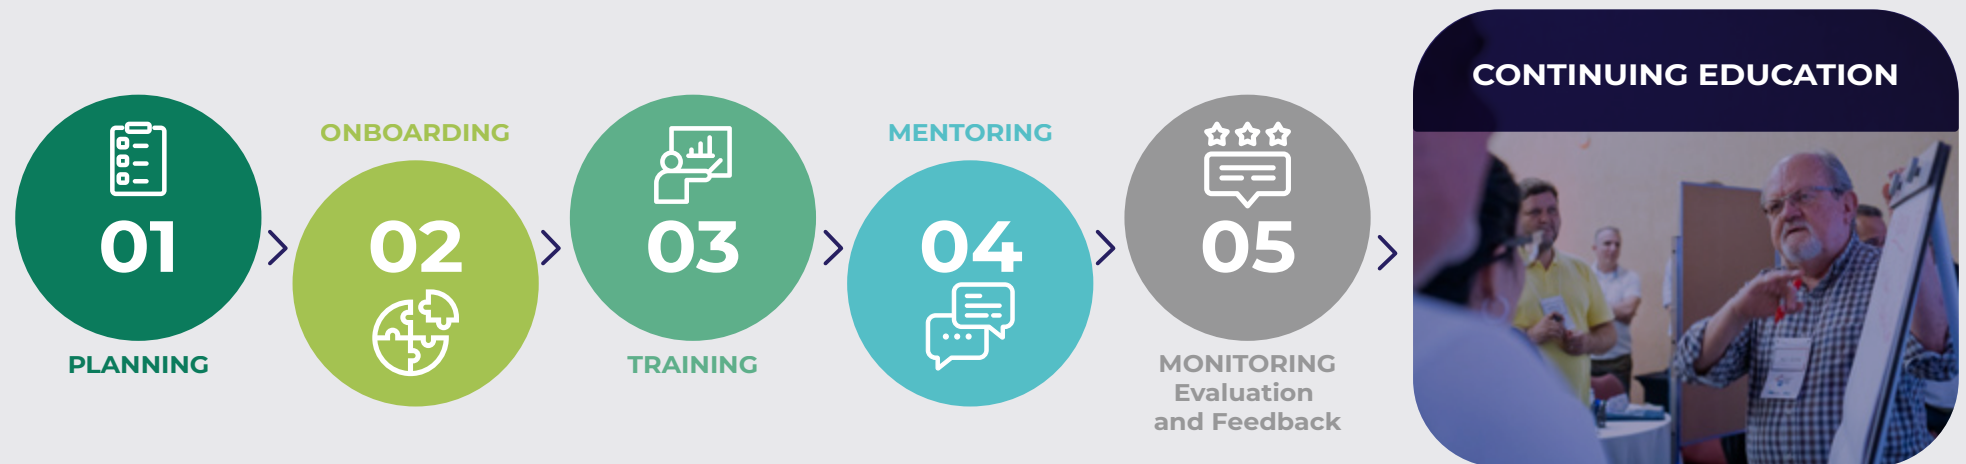 01
PLANNING
ONBOARDING
02
03
TRAINING
MENTORING
04
05
MONITORING
Evaluation
and Feedback
CONTINUING EDUCATION